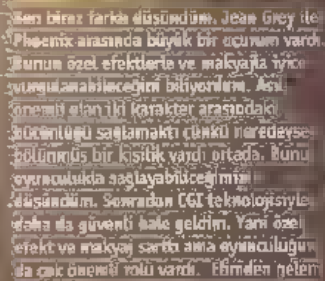 Ben biraz farklı düşündüm. Jean Grey ile
Phoenix arasında büyük bir uçurum vardı.
Bunun özel efektlerle ve makyajla iyice
vurgulanabileceğini biliyordum. Asıl
önemli olan iki karakter arasındaki
bütünlüğü sağlamaktı çünkü neredeyse
bölünmüş bir kişilik vardı ortada. Bunu
oyunculukla sağlayabileceğimi
düşündüm. Sonradan CGI teknolojisiyle
daha da güvenli hale geldim. Yani özel
efekt ve makyaj şarttı ama oyunculuğun
da çok önemli rolü vardı. Elimden gelen